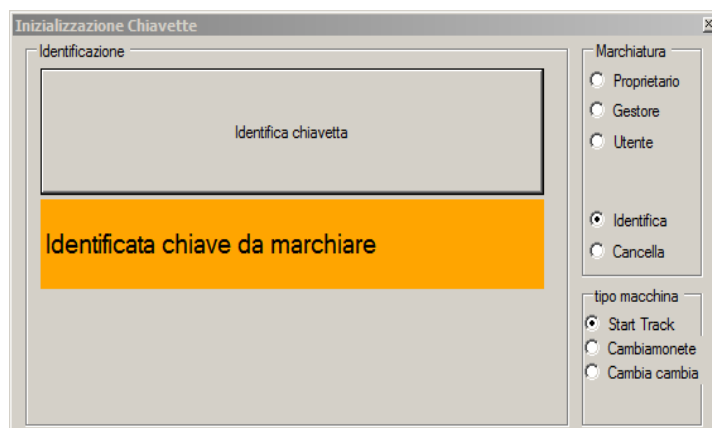 Inizializzazione Chiavette
Identificazione
Identifica chiavetta
Identificata chiave da marchiare
Marchiatura
Proprietario
Gestore
Utente
Identifica
Cancella
tipo macchina
Start Track
Cambiamonete
Cambia cambia